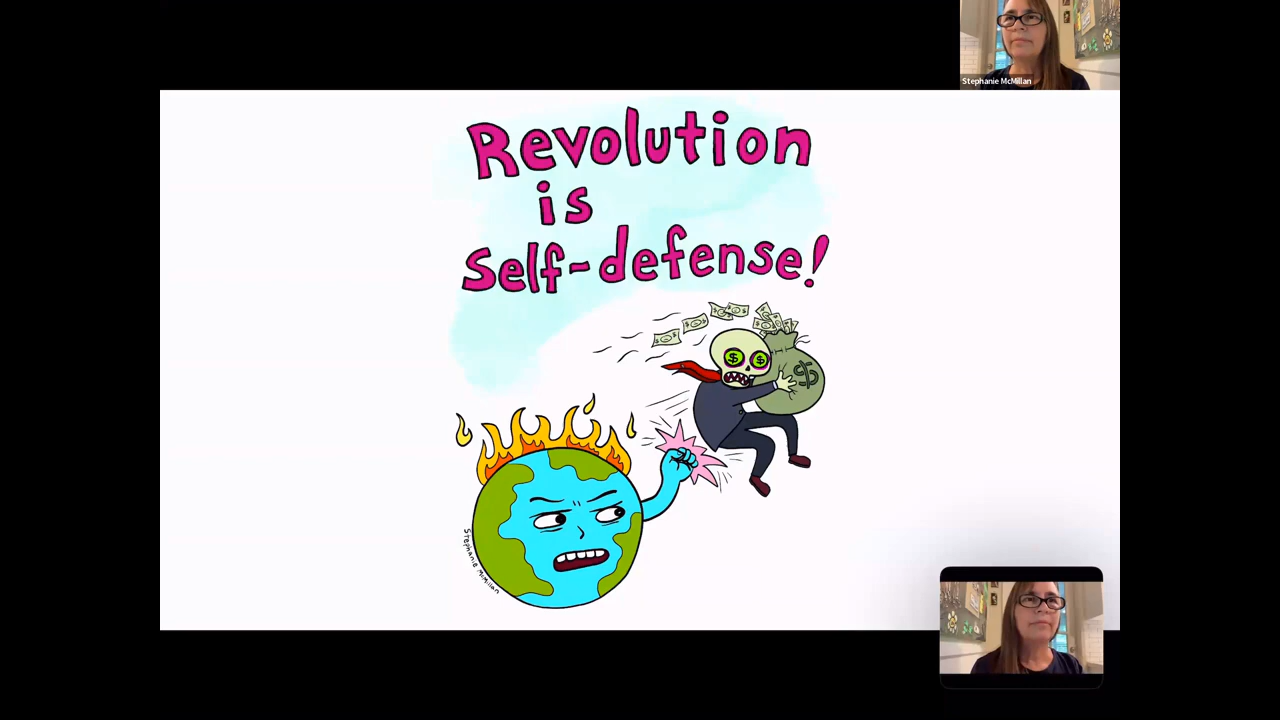 Stephanie McMillan
Revolution
is
Self-defense!
$ $
$
Stephanie McMillan